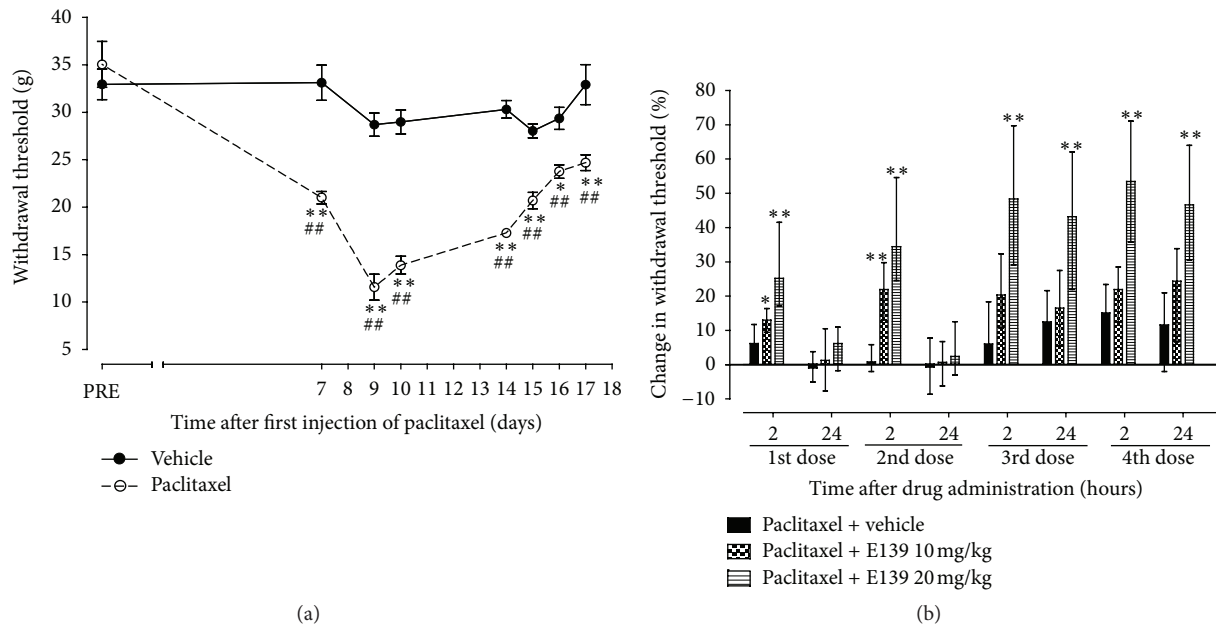 40
35
30
25
20
15
10
5
Withdrawal threshold (g)
**
##
**
##
**
##
**
##
**
##
*
##
**
##
PRE 7 8 9 10 11 12 13 14 15 16 17 18
Time after first injection of paclitaxel (days)
Vehicle
Paclitaxel
(a)
80
70
60
50
40
30
20
10
0
−10
Change in withdrawal threshold (%)
*
**
**
**
**
**
**
**
2 24 2 24 2 24 2 24
1st dose 2nd dose 3rd dose 4th dose
Time after drug administration (hours)
Paclitaxel + vehicle
Paclitaxel + E139 10 mg/kg
Paclitaxel + E139 20 mg/kg
(b)